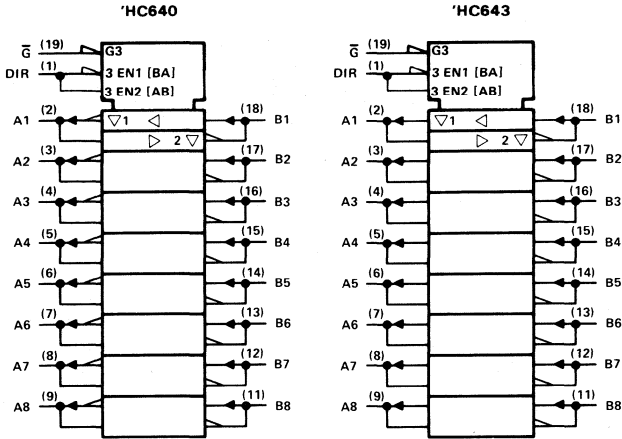 'HC640 'HC643
G̅ (19) G3 G̅ (19) G3
DIR (1) 3 EN1 [BA] DIR (1) 3 EN1 [BA]
3 EN2 [AB] 3 EN2 [AB]
A1 (2) ▽1 ◁ (18) B1 A1 (2) ▽1 ◁ (18) B1
▷ 2 ▽ ▷ 2 ▽
A2 (3) (17) B2 A2 (3) (17) B2
A3 (4) (16) B3 A3 (4) (16) B3
A4 (5) (15) B4 A4 (5) (15) B4
A5 (6) (14) B5 A5 (6) (14) B5
A6 (7) (13) B6 A6 (7) (13) B6
A7 (8) (12) B7 A7 (8) (12) B7
A8 (9) (11) B8 A8 (9) (11) B8